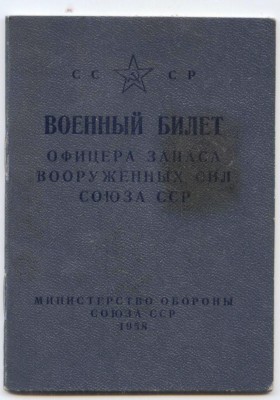 СС СР
ВОЕННЫЙ БИЛЕТ
ОФИЦЕРА ЗАПАСА
ВООРУЖЕННЫХ СИЛ
СОЮЗА ССР
МИНИСТЕРСТВО ОБОРОНЫ
СОЮЗА ССР
1958